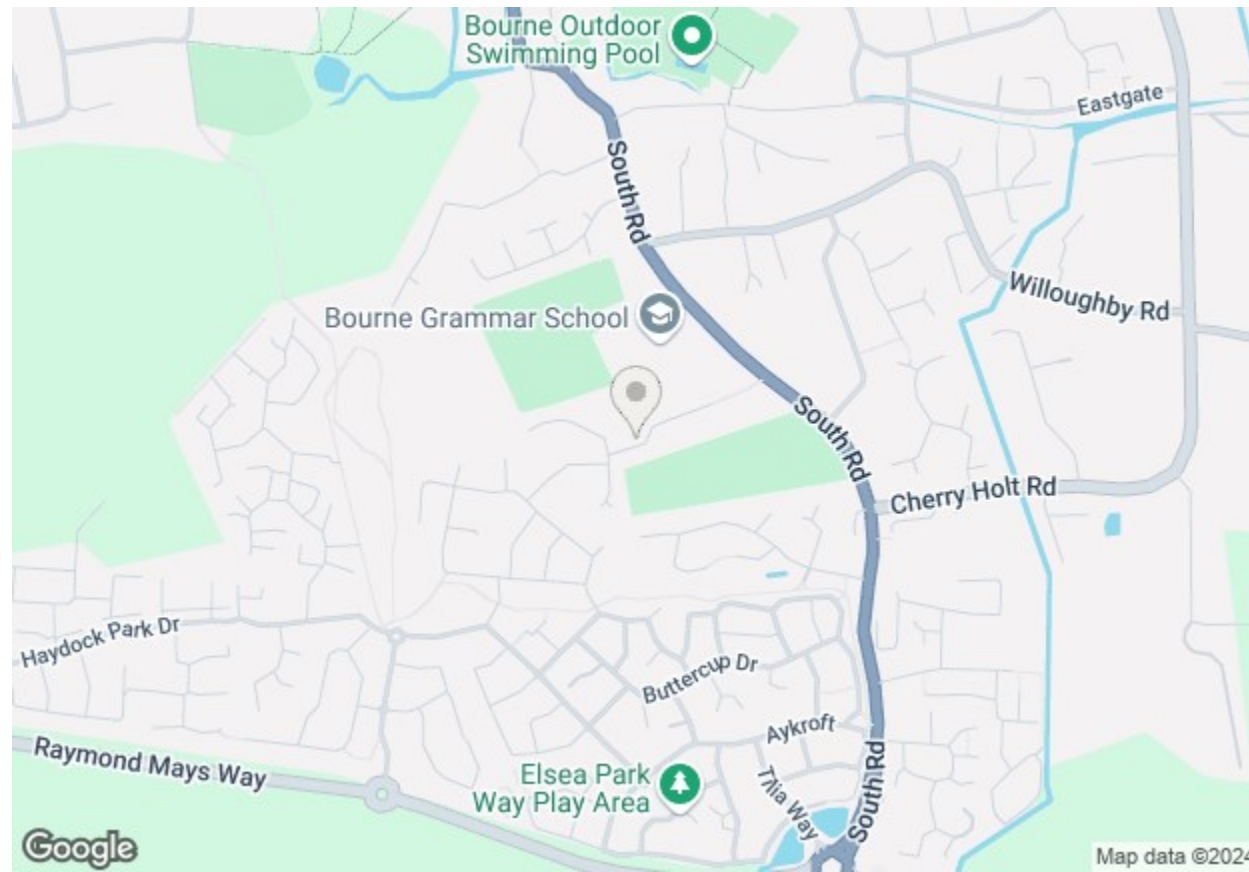 Bourne Outdoor
Swimming Pool
Eastgate
South Rd
Willoughby Rd
Bourne Grammar School
South Rd
Cherry Holt Rd
Haydock Park Dr
Buttercup Dr
Aykroft
Raymond Mays Way
Elsea Park
Way Play Area
Tilia Way
South Rd
Google
Map data ©2024